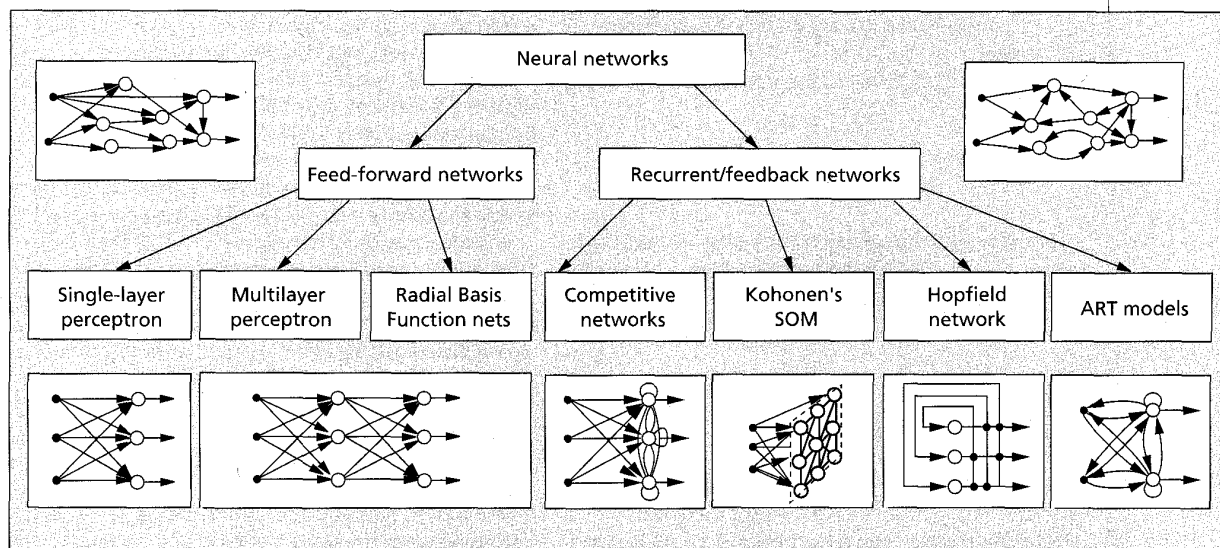 Neural networks
Feed-forward networks
Recurrent/feedback networks
Single-layer
perceptron
Multilayer
perceptron
Radial Basis
Function nets
Competitive
networks
Kohonen's
SOM
Hopfield
network
ART models